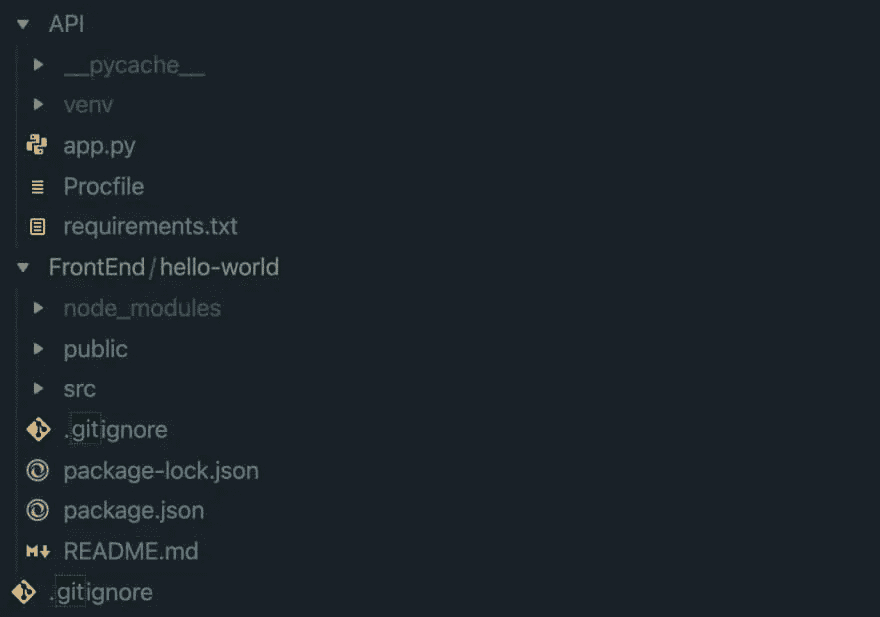 API
__pycache__
venv
app.py
Procfile
requirements.txt
FrontEnd/hello-world
node_modules
public
src
.gitignore
package-lock.json
package.json
README.md
.gitignore